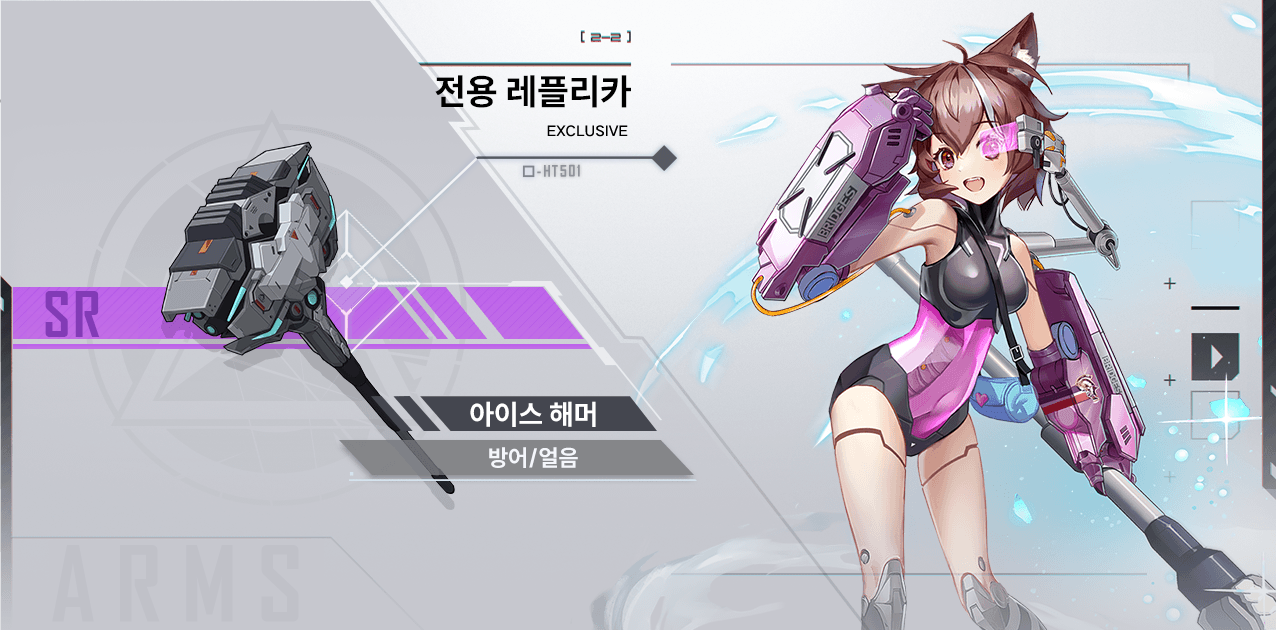 [ 2-2 ]
전용 레플리카
EXCLUSIVE
-HT501
SR
아이스 해머
방어/얼음
ARMS
BRIDGES